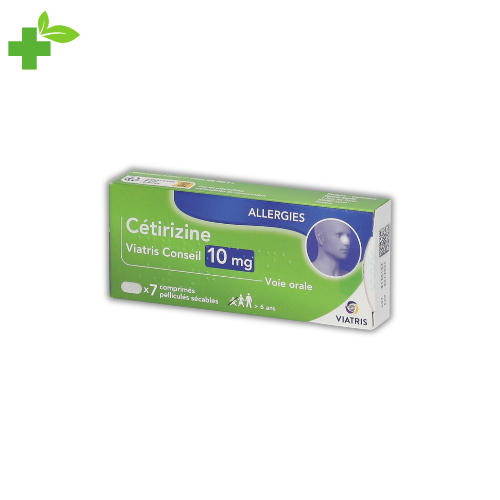 ALLERGIES
Cétirizine
Viatris Conseil 10 mg
Voie orale
x7 comprimés
pelliculés sécables
> 6 ans
VIATRIS